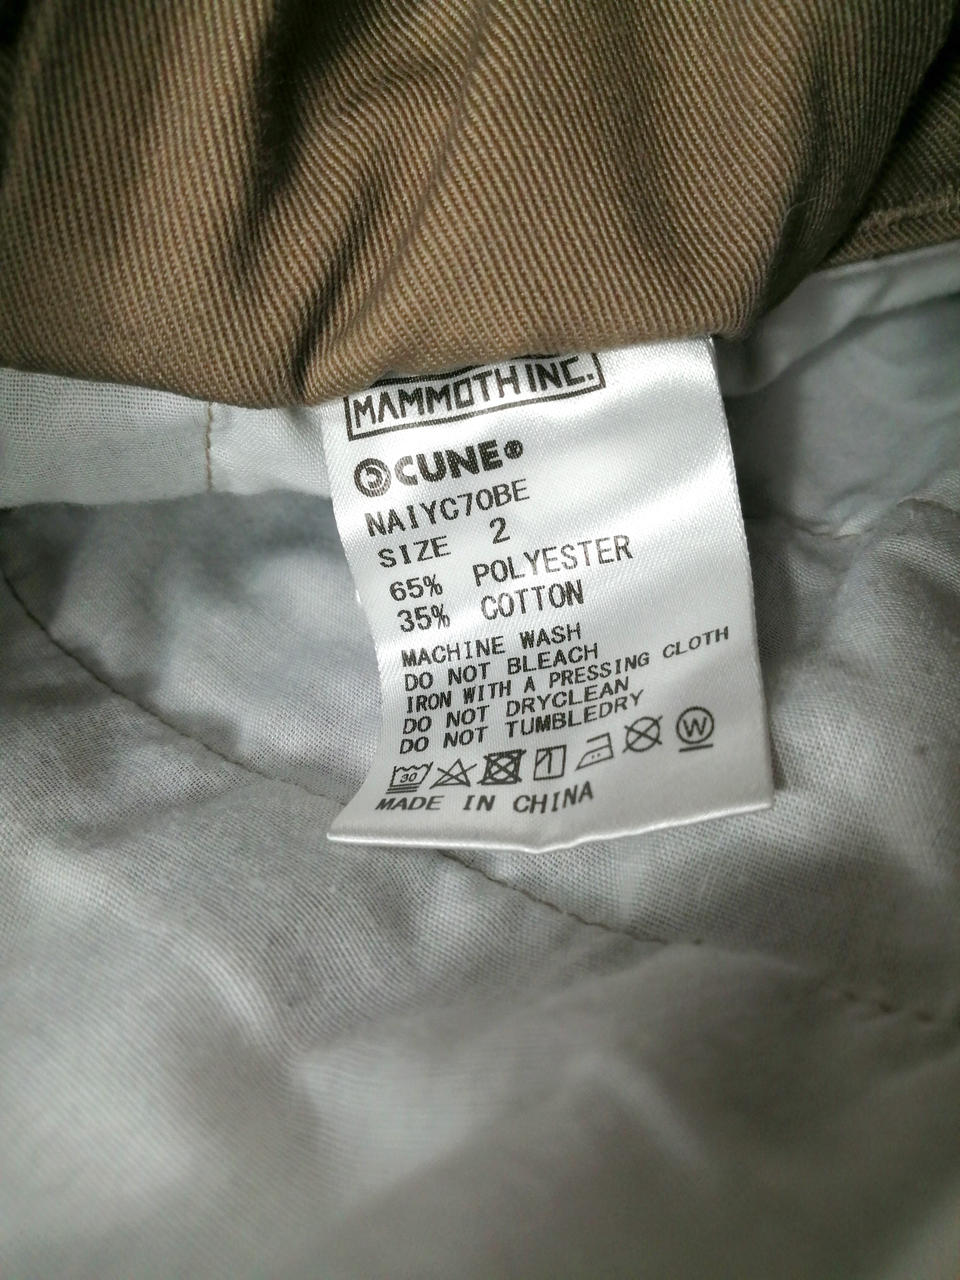 MAMMOTH INC.
CUNE®
NAIYC70BE
SIZE 2
65% POLYESTER
35% COTTON
MACHINE WASH
DO NOT BLEACH
IRON WITH A PRESSING CLOTH
DO NOT DRYCLEAN
DO NOT TUMBLEDRY
30 W
MADE IN CHINA